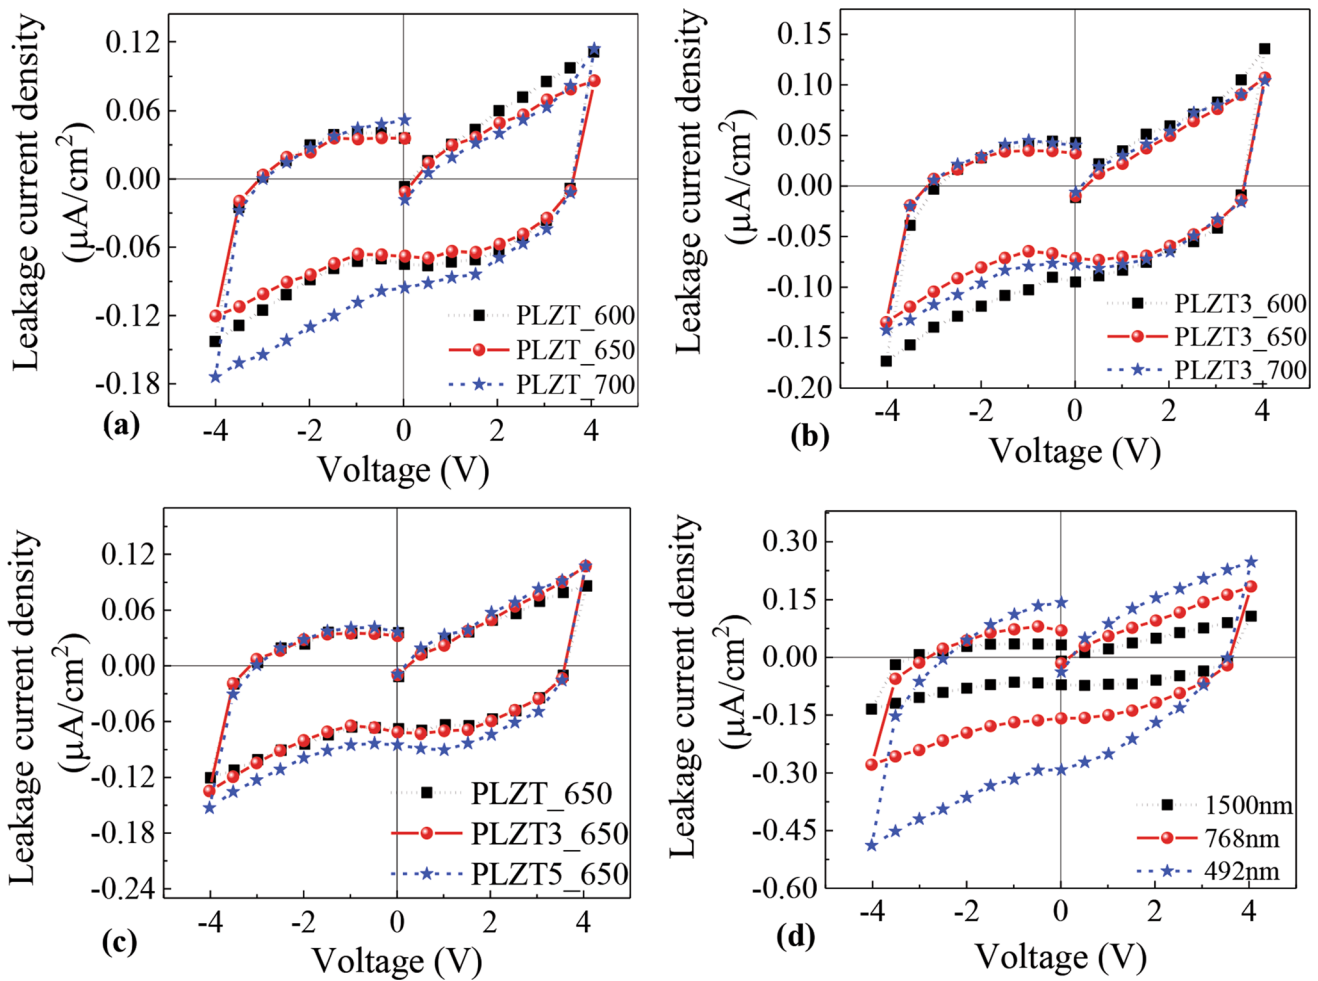 Leakage current density
(μA/cm2)
0.12
0.06
0.00
-0.06
-0.12
-0.18
PLZT_600
PLZT_650
PLZT_700
-4
-2
0
2
4
Voltage (V)
(a)
Leakage current density
(μA/cm2)
0.15
0.10
0.05
0.00
-0.05
-0.10
-0.15
-0.20
PLZT3_600
PLZT3_650
PLZT3_700
-4
-2
0
2
4
Voltage (V)
(b)
Leakage current density
(μA/cm2)
0.12
0.06
0.00
-0.06
-0.12
-0.18
-0.24
PLZT_650
PLZT3_650
PLZT5_650
-4
-2
0
2
4
Voltage (V)
(c)
Leakage current density
(μA/cm2)
0.30
0.15
0.00
-0.15
-0.30
-0.45
-0.60
1500nm
768nm
492nm
-4
-2
0
2
4
Voltage (V)
(d)